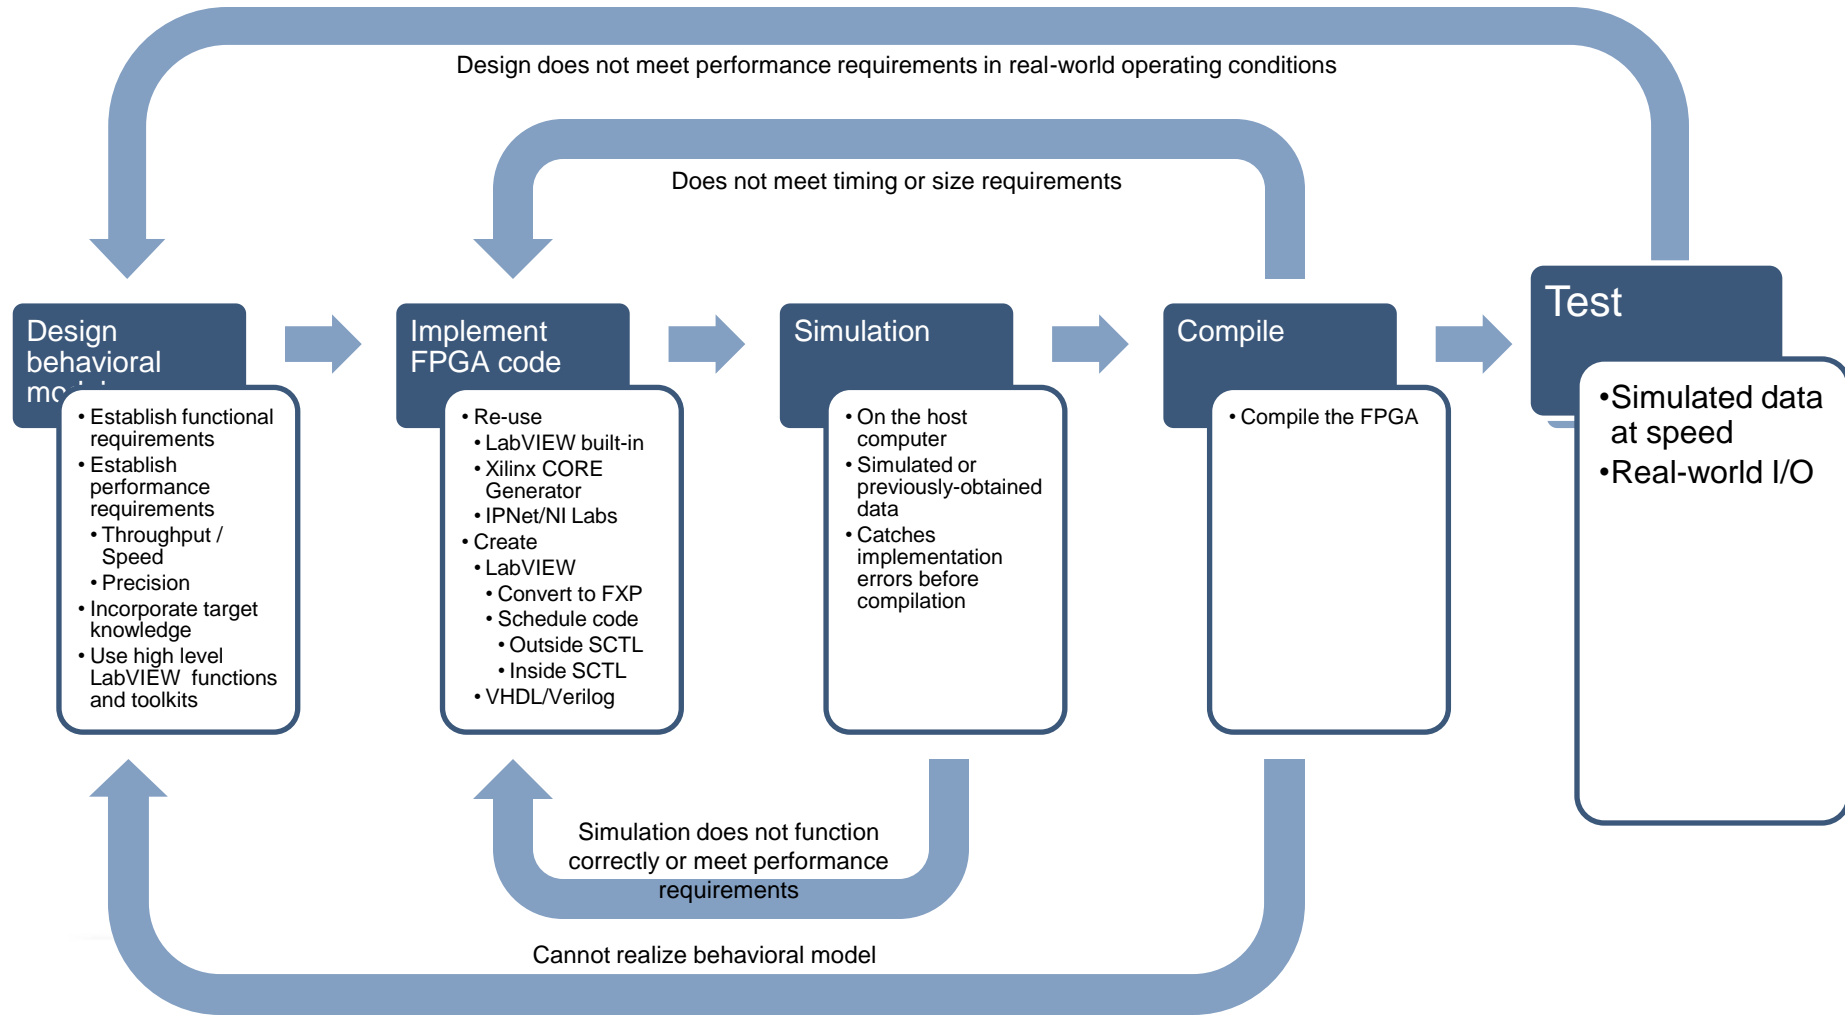 Design does not meet performance requirements in real-world operating conditions
Does not meet timing or size requirements
Design
behavioral
• Establish functional
requirements
• Establish
performance
requirements
• Throughput /
Speed
• Precision
• Incorporate target
knowledge
• Use high level
LabVIEW functions
and toolkits
Implement
FPGA code
• Re-use
• LabVIEW built-in
• Xilinx CORE
Generator
• IPNet/NI Labs
• Create
• LabVIEW
• Convert to FXP
• Schedule code
• Outside SCTL
• Inside SCTL
• VHDL/Verilog
Simulation
• On the host
computer
• Simulated or
previously-obtained
data
• Catches
implementation
errors before
compilation
Compile
• Compile the FPGA
Test
•Simulated data
at speed
•Real-world I/O
Simulation does not function
correctly or meet performance
requirements
Cannot realize behavioral model